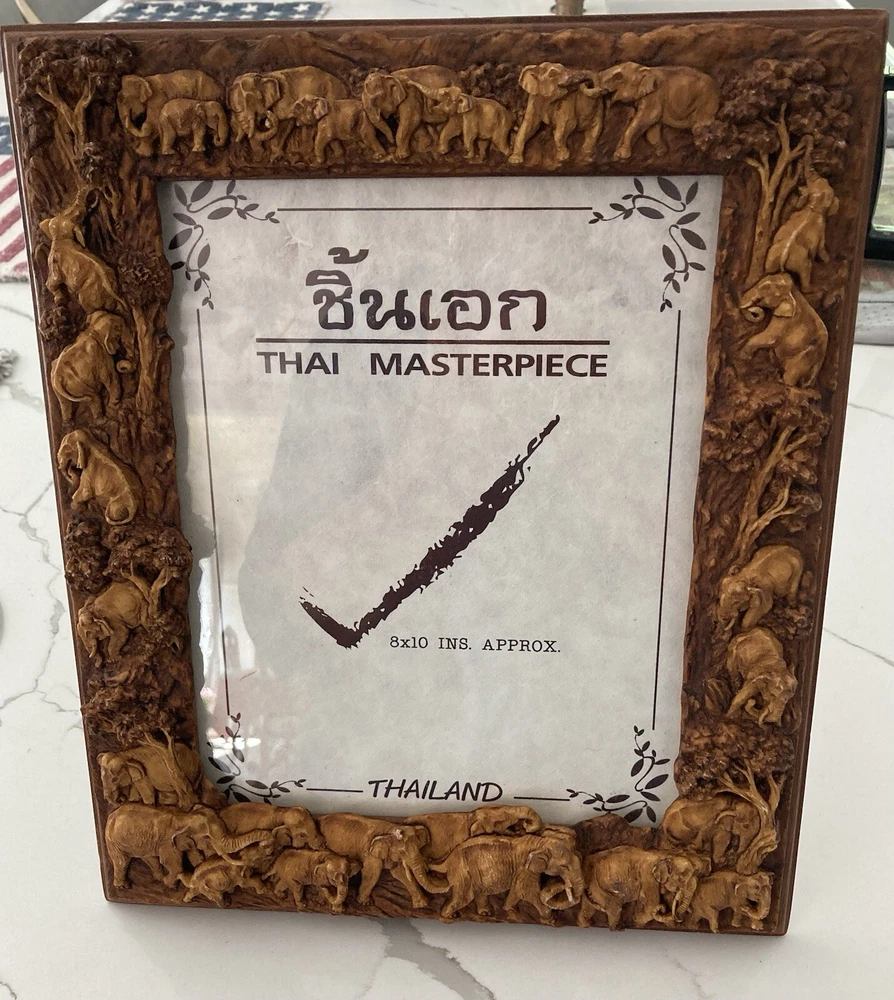 ชิ้นเอก
THAI MASTERPIECE
8x10 INS. APPROX.
THAILAND